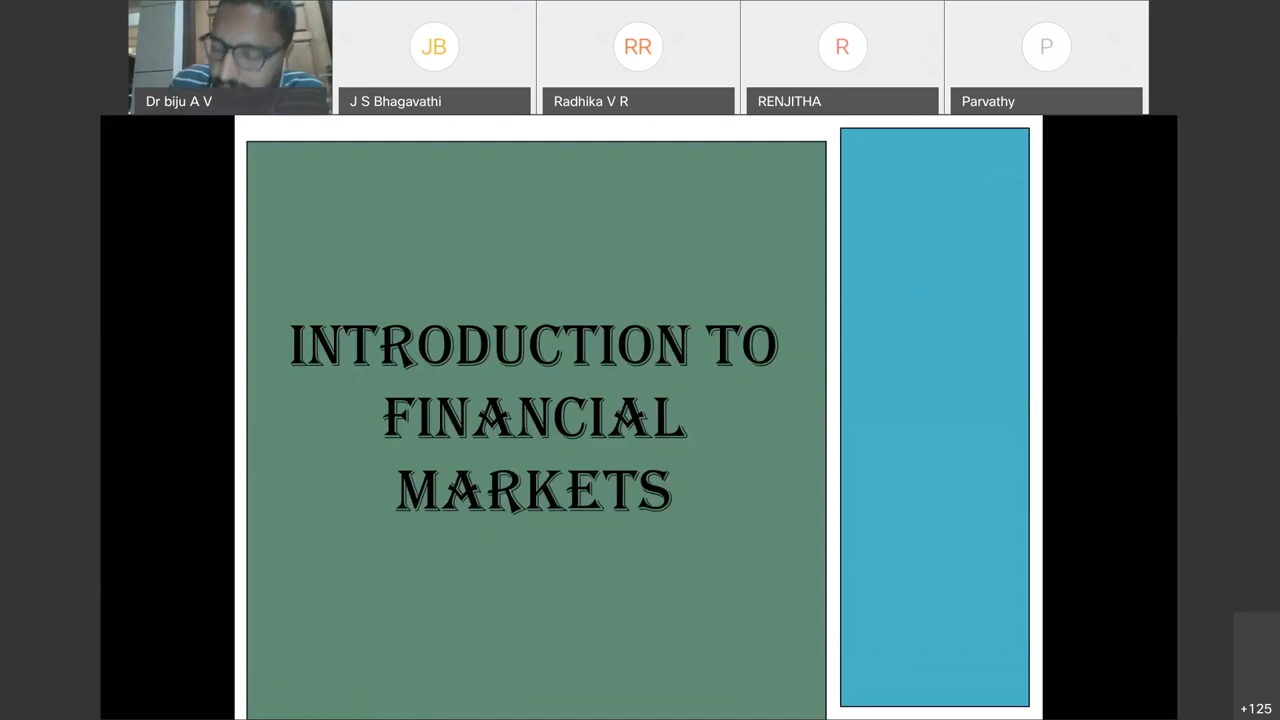 JB
RR
R
P
Dr biju A V
J S Bhagavathi
Radhika V R
RENJITHA
Parvathy
INTRODUCTION TO
FINANCIAL
MARKETS
+125